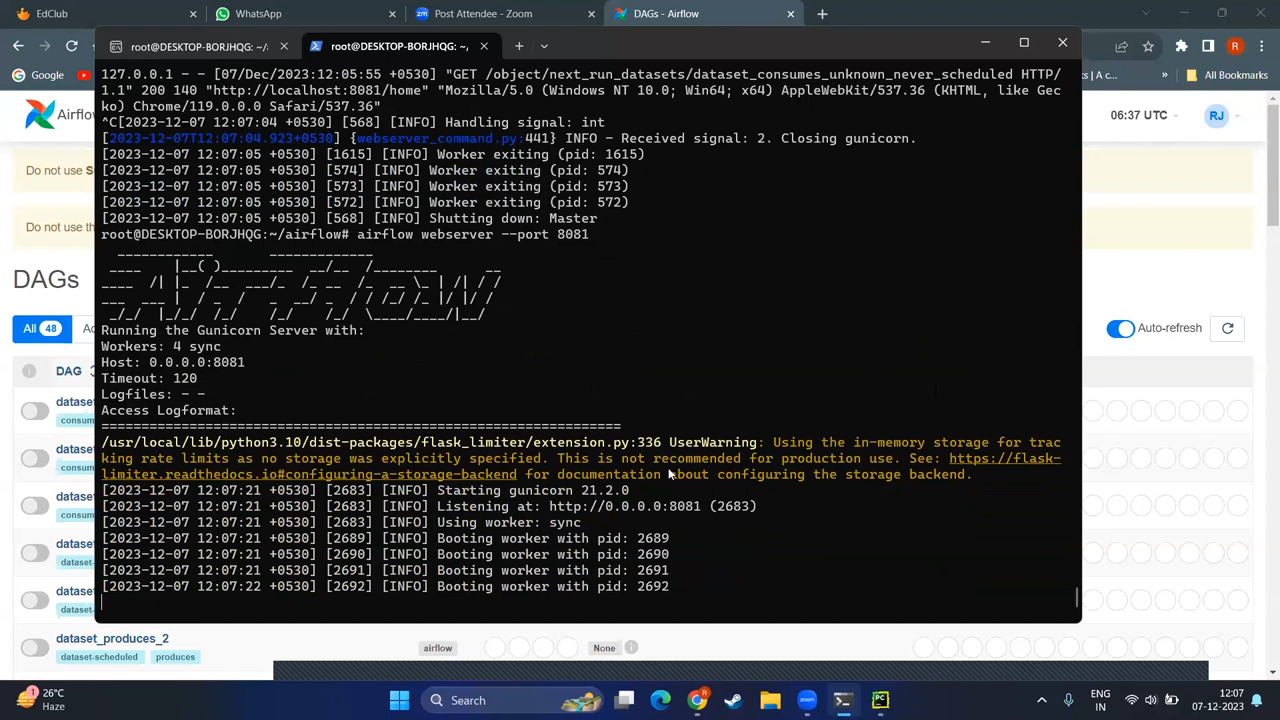 EdClub
WhatsApp
Post Attendee - Zoom
DAGs - Airflow
root@DESKTOP-BORJHQG: ~/
root@DESKTOP-BORJHQG: ~/
Google
a | A c
All Bookmarks
127.0.0.1 - - [07/Dec/2023:12:05:55 +0530] "GET /object/next_run_datasets/dataset_consumes_unknown_never_scheduled HTTP/
1.1" 200 140 "http://localhost:8081/home" "Mozilla/5.0 (Windows NT 10.0; Win64; x64) AppleWebKit/537.36 (KHTML, like Gec
ko) Chrome/119.0.0.0 Safari/537.36"
^C[2023-12-07 12:07:04 +0530] [568] [INFO] Handling signal: int
[2023-12-07T12:07:04.923+0530] {webserver_command.py:441} INFO - Received signal: 2. Closing gunicorn.
[2023-12-07 12:07:05 +0530] [1615] [INFO] Worker exiting (pid: 1615)
[2023-12-07 12:07:05 +0530] [574] [INFO] Worker exiting (pid: 574)
[2023-12-07 12:07:05 +0530] [573] [INFO] Worker exiting (pid: 573)
[2023-12-07 12:07:05 +0530] [572] [INFO] Worker exiting (pid: 572)
[2023-12-07 12:07:05 +0530] [568] [INFO] Shutting down: Master
root@DESKTOP-BORJHQG:~/airflow# airflow webserver --port 8081
Running the Gunicorn Server with:
Workers: 4 sync
Host: 0.0.0.0:8081
Timeout: 120
Logfiles: - -
Access Logformat:
=================================================================
/usr/local/lib/python3.10/dist-packages/flask_limiter/extension.py:336 UserWarning: Using the in-memory storage for trac
king rate limits as no storage was explicitly specified. This is not recommended for production use. See: https://flask-
limiter.readthedocs.io#configuring-a-storage-backend for documentation about configuring the storage backend.
[2023-12-07 12:07:21 +0530] [2683] [INFO] Starting gunicorn 21.2.0
[2023-12-07 12:07:21 +0530] [2683] [INFO] Listening at: http://0.0.0.0:8081 (2683)
[2023-12-07 12:07:21 +0530] [2683] [INFO] Using worker: sync
[2023-12-07 12:07:21 +0530] [2689] [INFO] Booting worker with pid: 2689
[2023-12-07 12:07:21 +0530] [2690] [INFO] Booting worker with pid: 2690
[2023-12-07 12:07:21 +0530] [2691] [INFO] Booting worker with pid: 2691
[2023-12-07 12:07:22 +0530] [2692] [INFO] Booting worker with pid: 2692
Airflow
06:37 UTC
RJ
Do not use S
Do not use th
DAGs
All 48
Ac
Auto-refresh
DAG
dataset
consum
dataset
consum
dataset
consum
dataset
dataset-
dataset
dataset-
dataset_produces_2
dataset-scheduled
produces
airflow
None
26°C
Haze
Search
ENG
IN
12:07
07-12-2023